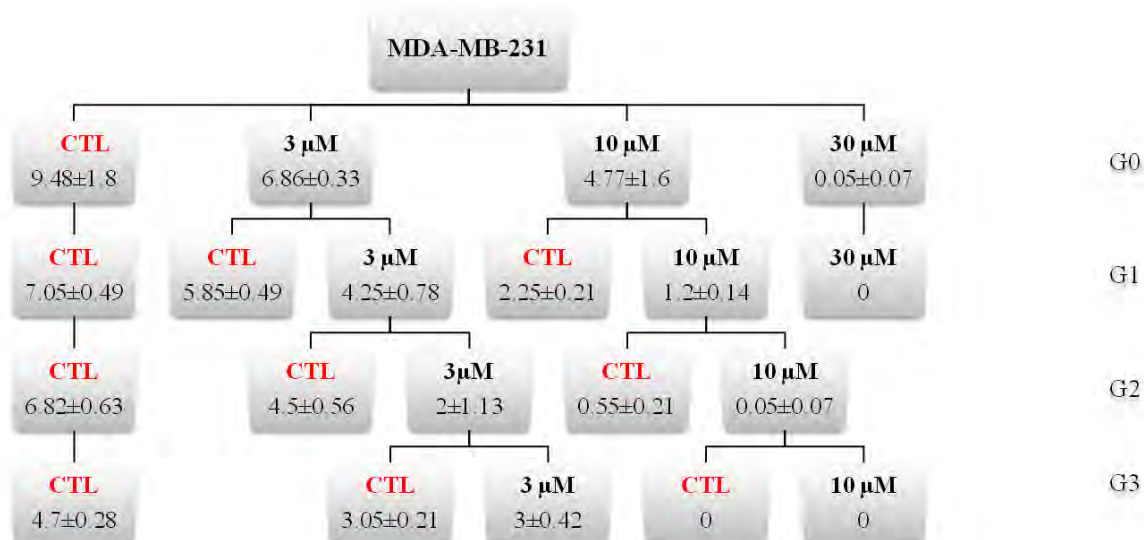 MDA-MB-231
CTL 3 µM 10 µM 30 µM G0
9.48±1.8 6.86±0.33 4.77±1.6 0.05±0.07
CTL CTL 3 µM CTL 10 µM 30 µM G1
7.05±0.49 5.85±0.49 4.25±0.78 2.25±0.21 1.2±0.14 0
CTL CTL 3µM CTL 10 µM G2
6.82±0.63 4.5±0.56 2±1.13 0.55±0.21 0.05±0.07
CTL CTL 3 µM CTL 10 µM G3
4.7±0.28 3.05±0.21 3±0.42 0 0